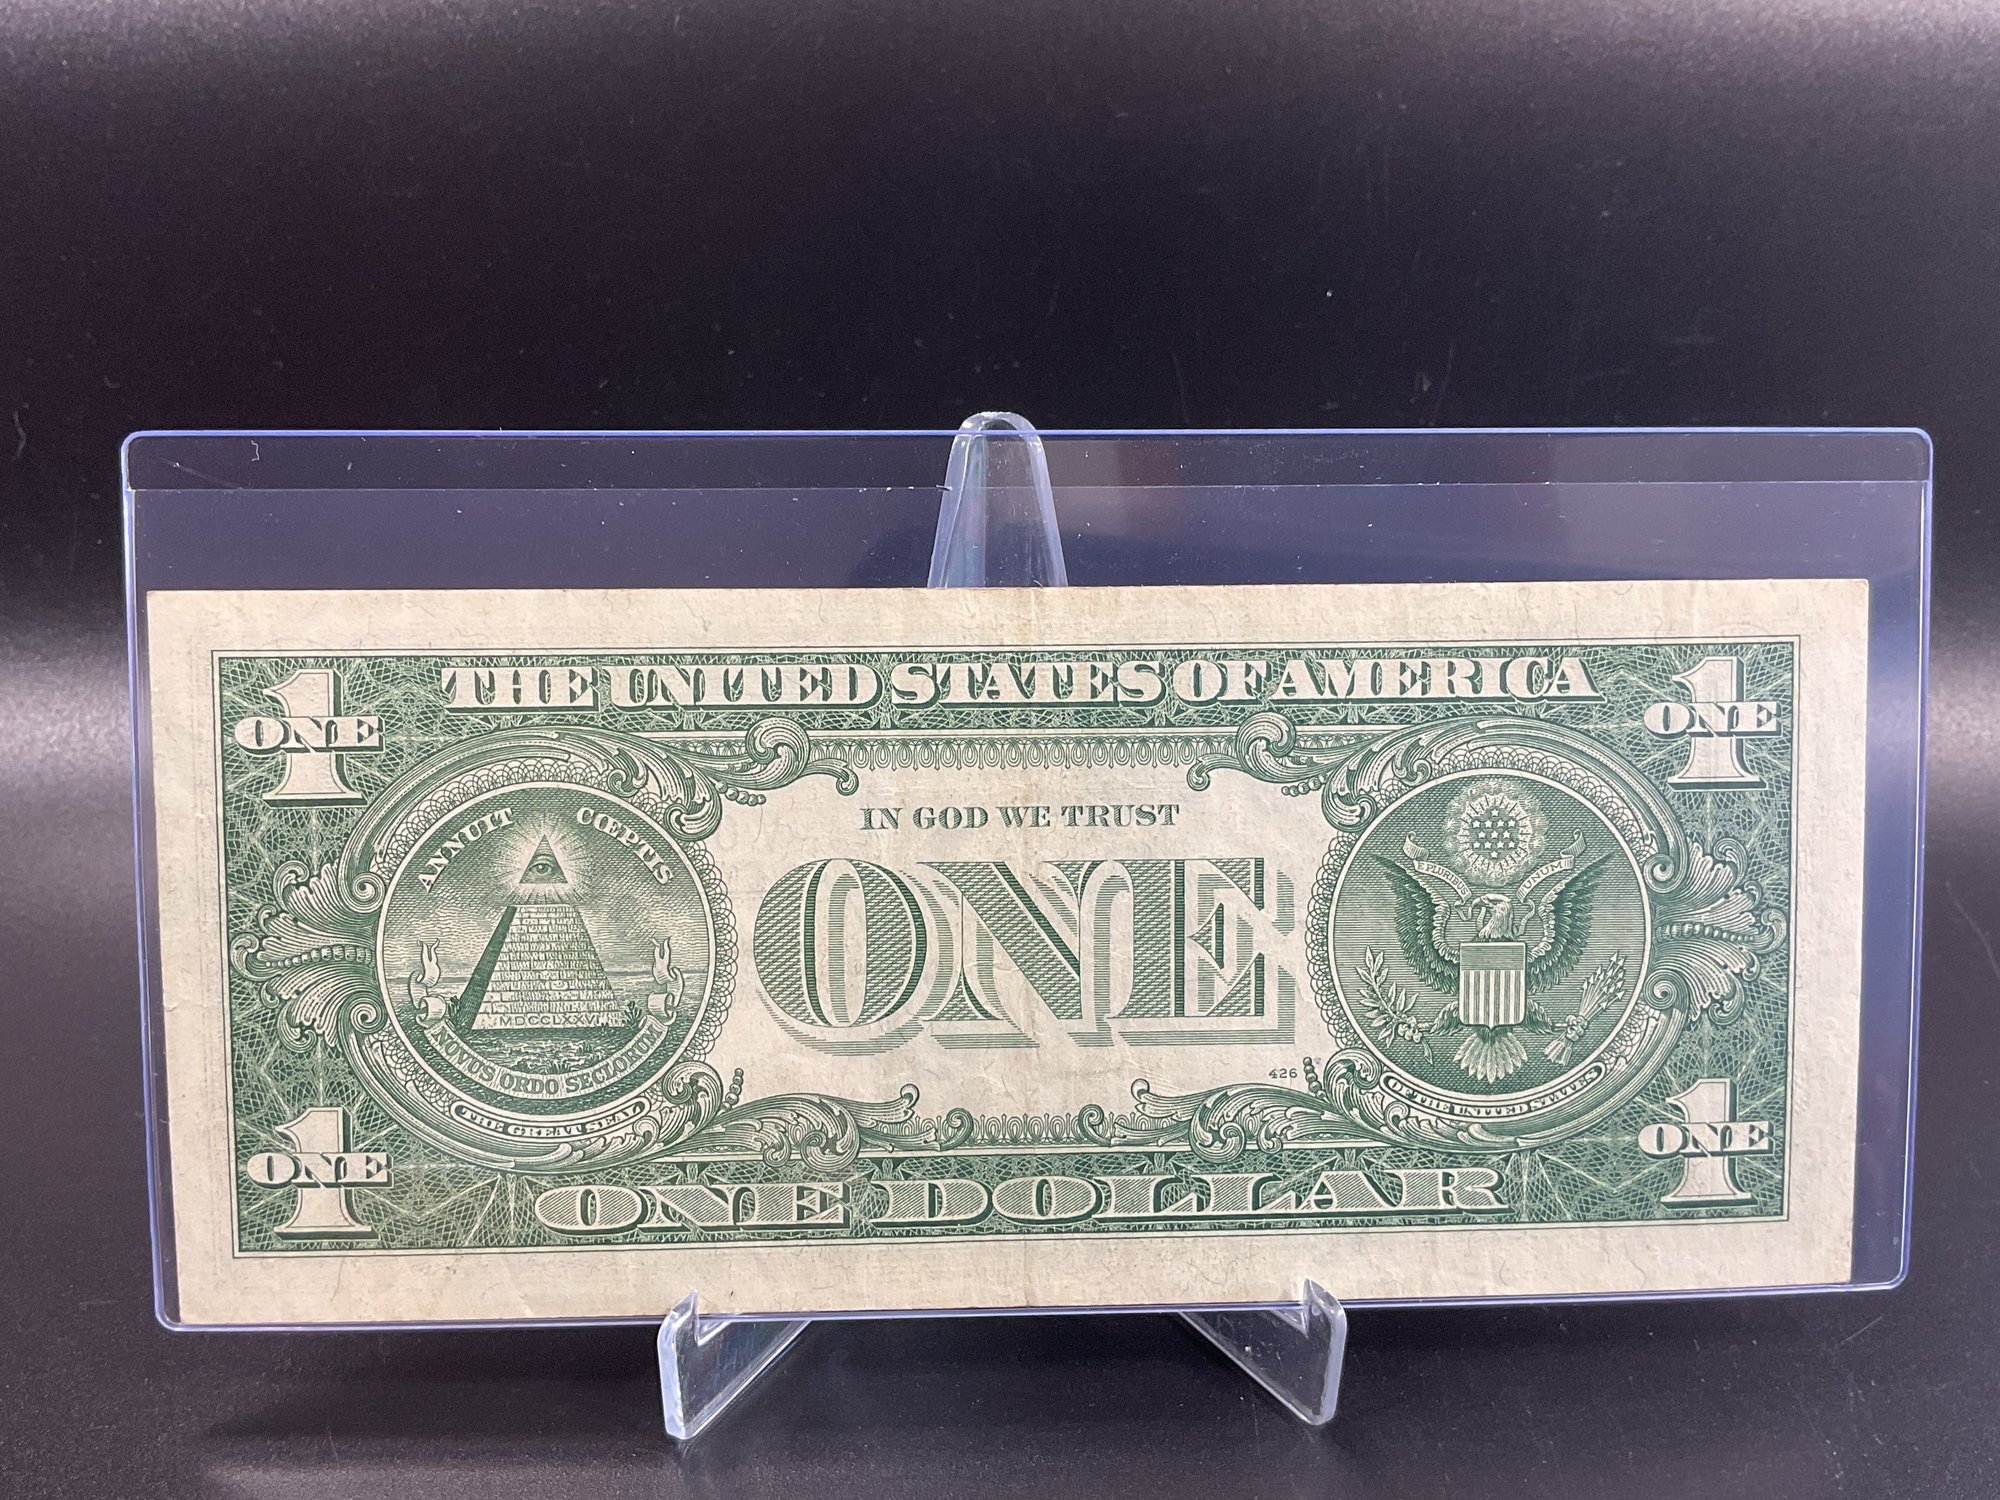 THE UNITED STATES OF AMERICA
1
ONE
1
ONE
IN GOD WE TRUST
ANNUIT CŒPTIS
ONE
E PLURIBUS UNUM
MDCCLXXVI
NOVUS ORDO SECLORUM
426
THE GREAT SEAL
OF THE UNITED STATES
1
ONE
1
ONE
ONE DOLLAR